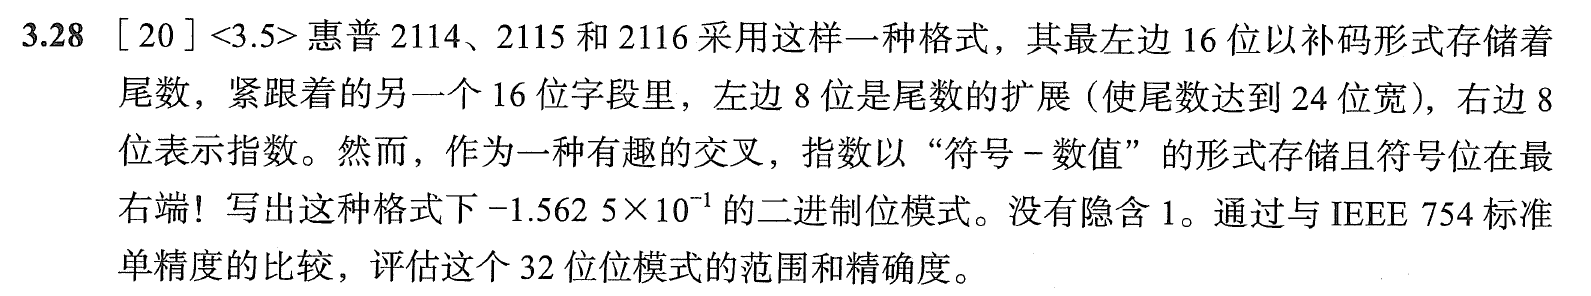 3.28 [20]<3.5> 惠普 2114、2115 和 2116 采用这样一种格式，其最左边 16 位以补码形式存储着
尾数，紧跟着的另一个 16 位字段里，左边 8 位是尾数的扩展（使尾数达到 24 位宽），右边 8
位表示指数。然而，作为一种有趣的交叉，指数以“符号－数值”的形式存储且符号位在最
右端！写出这种格式下 −1.562 5×10⁻¹ 的二进制位模式。没有隐含 1。通过与 IEEE 754 标准
单精度的比较，评估这个 32 位位模式的范围和精确度。